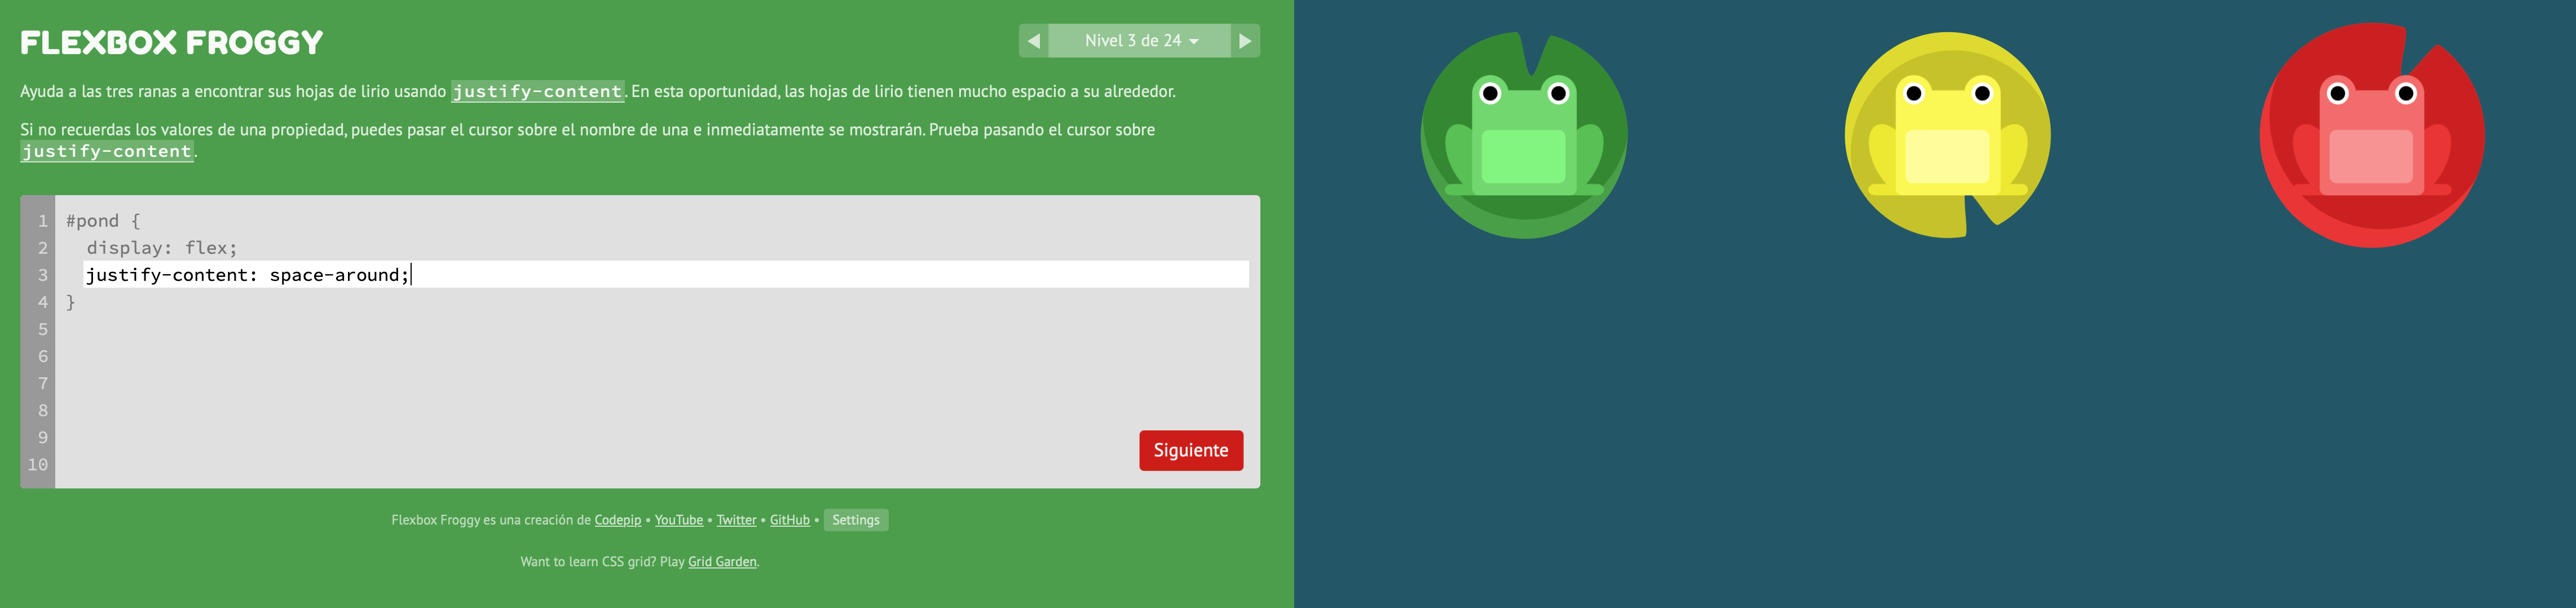 FLEXBOX FROGGY
Nivel 3 de 24
Ayuda a las tres ranas a encontrar sus hojas de lirio usando justify-content. En esta oportunidad, las hojas de lirio tienen mucho espacio a su alrededor.
Si no recuerdas los valores de una propiedad, puedes pasar el cursor sobre el nombre de una e inmediatamente se mostrarán. Prueba pasando el cursor sobre
justify-content.
1 #pond {
2 display: flex;
3 justify-content: space-around;
4 }
5
6
7
8
9
10
Siguiente
Flexbox Froggy es una creación de Codepip • YouTube • Twitter • GitHub • Settings
Want to learn CSS grid? Play Grid Garden.